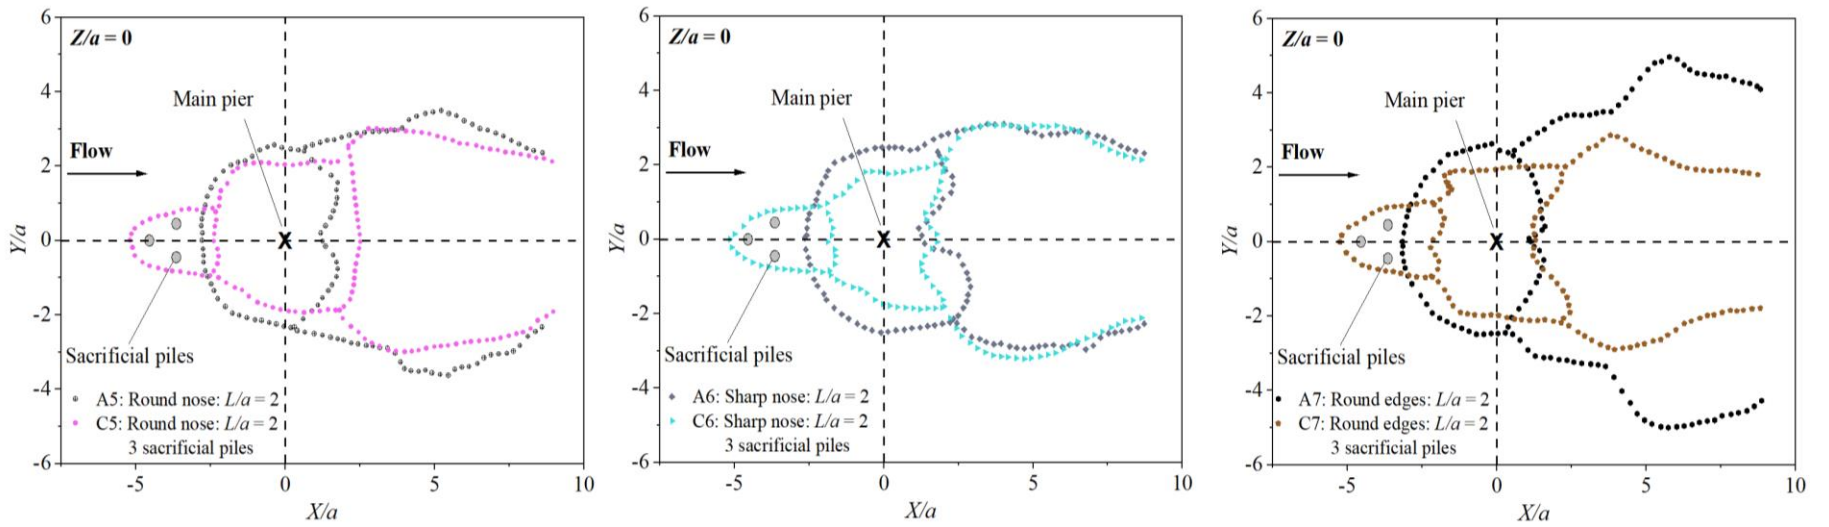 6
4
2
0
-2
-4
-6
Y/a
Z/a = 0
Main pier
Flow
X
Sacrificial piles
A5: Round nose: L/a = 2
C5: Round nose: L/a = 2
3 sacrificial piles
-5
0
5
10
X/a
6
4
2
0
-2
-4
-6
Y/a
Z/a = 0
Main pier
Flow
X
Sacrificial piles
A6: Sharp nose: L/a = 2
C6: Sharp nose: L/a = 2
3 sacrificial piles
-5
0
5
10
X/a
6
4
2
0
-2
-4
-6
Y/a
Z/a = 0
Main pier
Flow
X
Sacrificial piles
A7: Round edges: L/a = 2
C7: Round edges: L/a = 2
3 sacrificial piles
-5
0
5
10
X/a